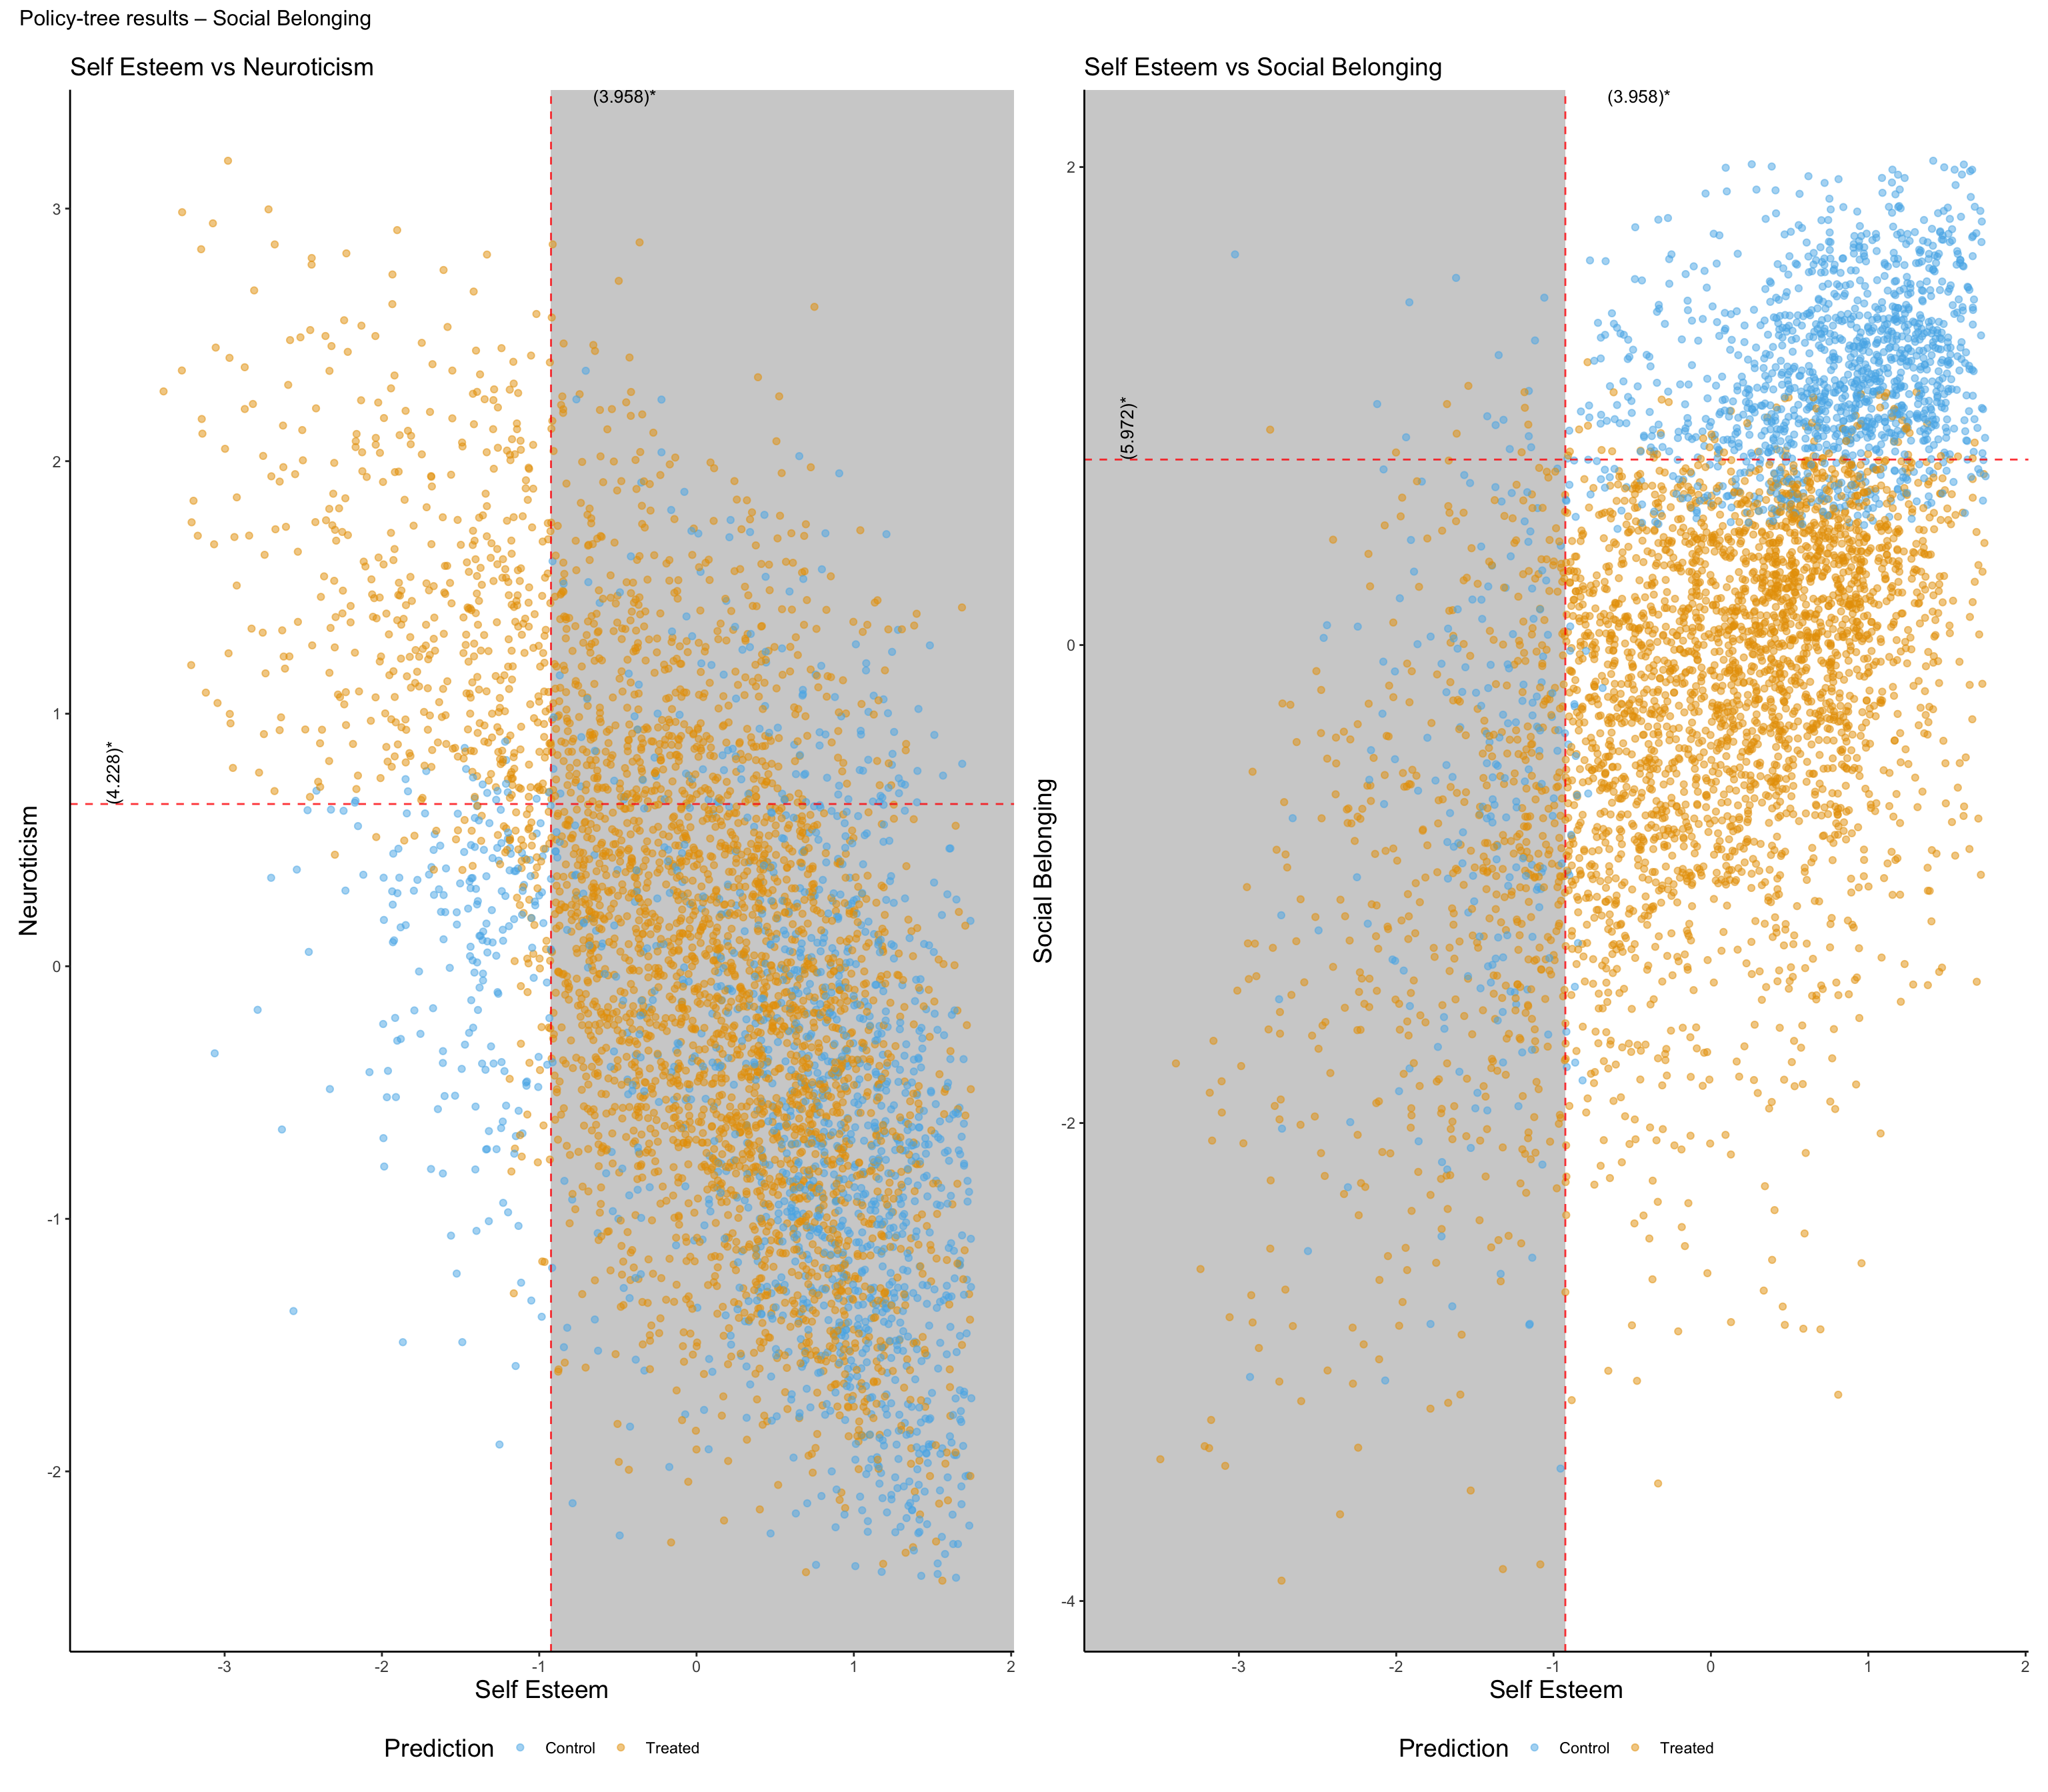 Policy-tree results – Social Belonging
Self Esteem vs Neuroticism
(3.958)*
3
2
1
0
-1
-2
(4.228)*
Neuroticism
-3
-2
-1
0
1
2
Self Esteem
Prediction
Control
Treated
Self Esteem vs Social Belonging
(3.958)*
2
0
-2
-4
(5.972)*
Social Belonging
-3
-2
-1
0
1
2
Self Esteem
Prediction
Control
Treated